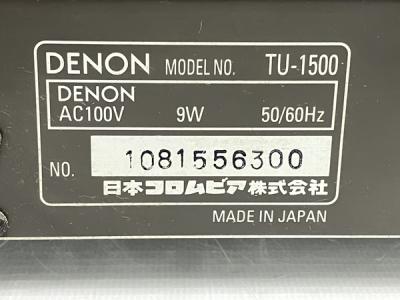 DENON MODEL NO. TU-1500
DENON
AC100V 9W 50/60Hz
NO. 1081556300
日本コロムビア株式会社
MADE IN JAPAN